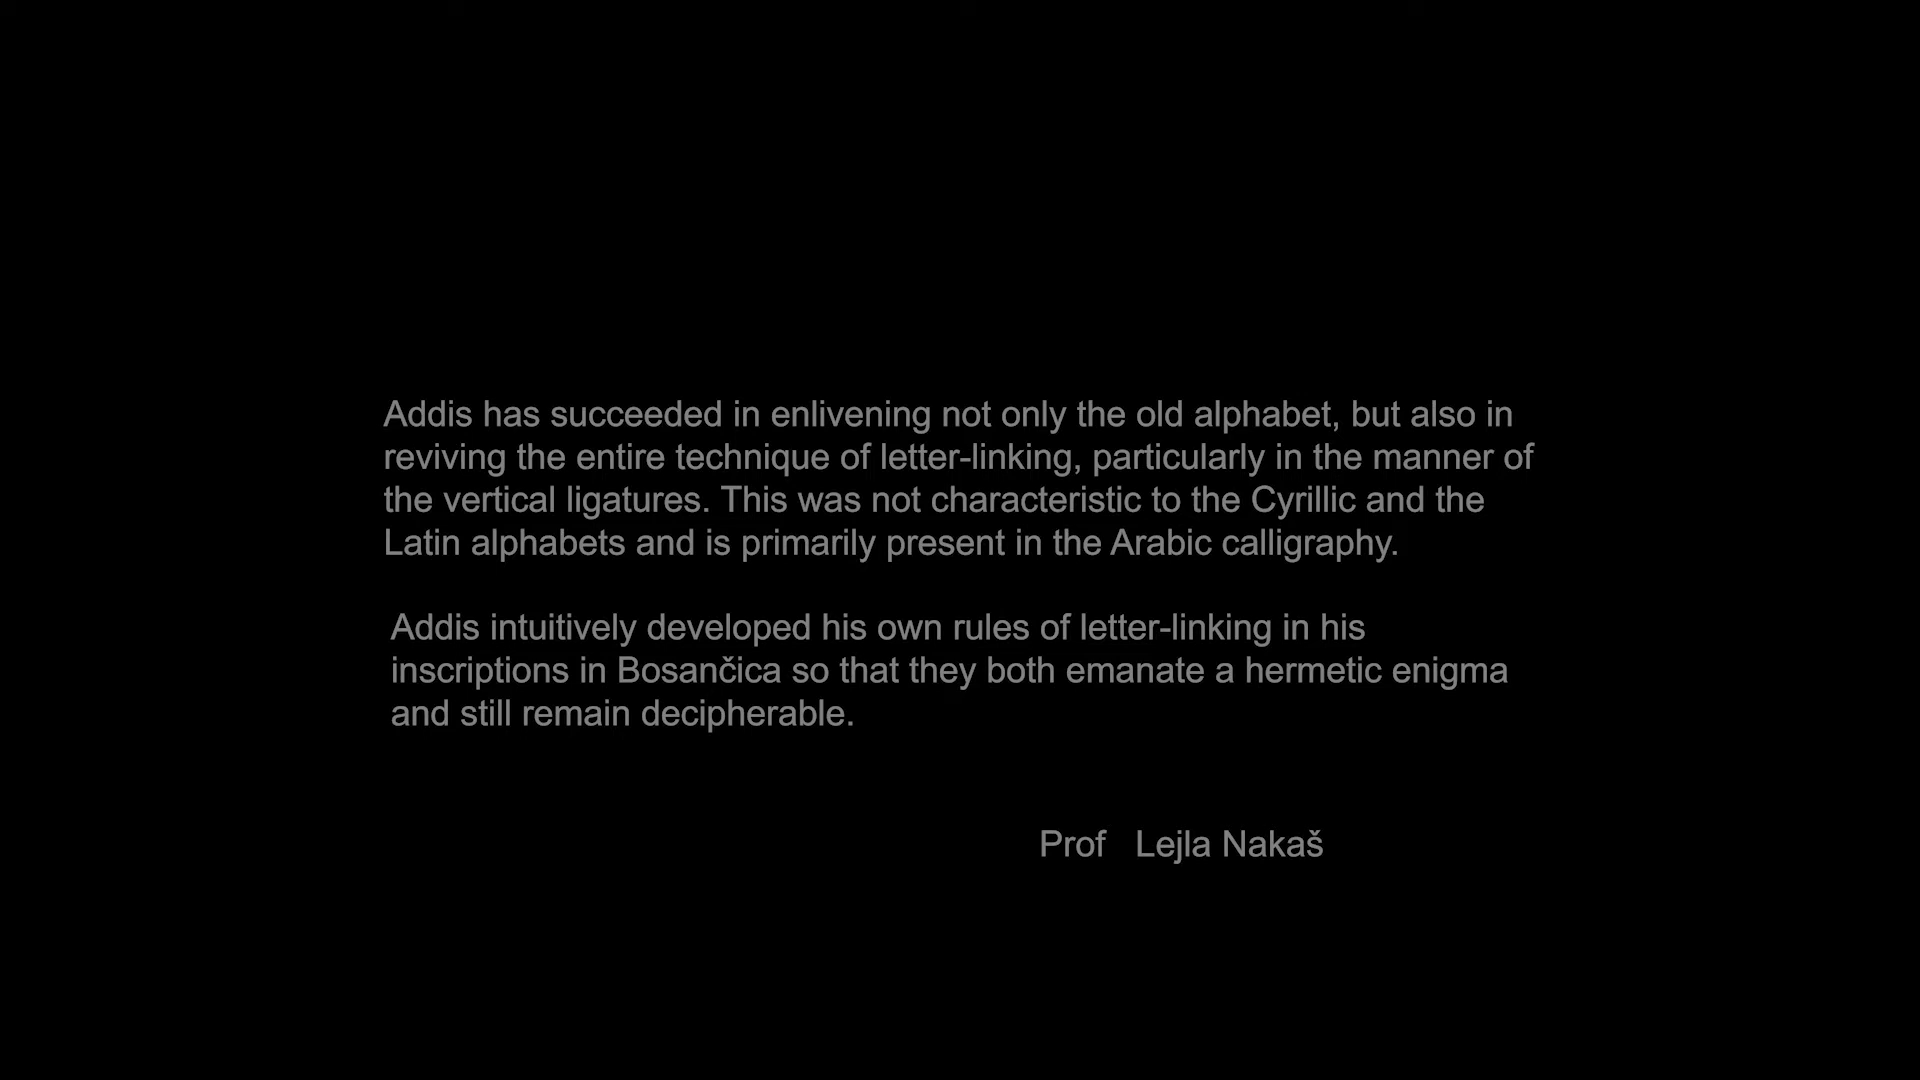 Addis has succeeded in enlivening not only the old alphabet, but also in
reviving the entire technique of letter-linking, particularly in the manner of
the vertical ligatures. This was not characteristic to the Cyrillic and the
Latin alphabets and is primarily present in the Arabic calligraphy.
Addis intuitively developed his own rules of letter-linking in his
inscriptions in Bosančica so that they both emanate a hermetic enigma
and still remain decipherable.
Prof Lejla Nakaš